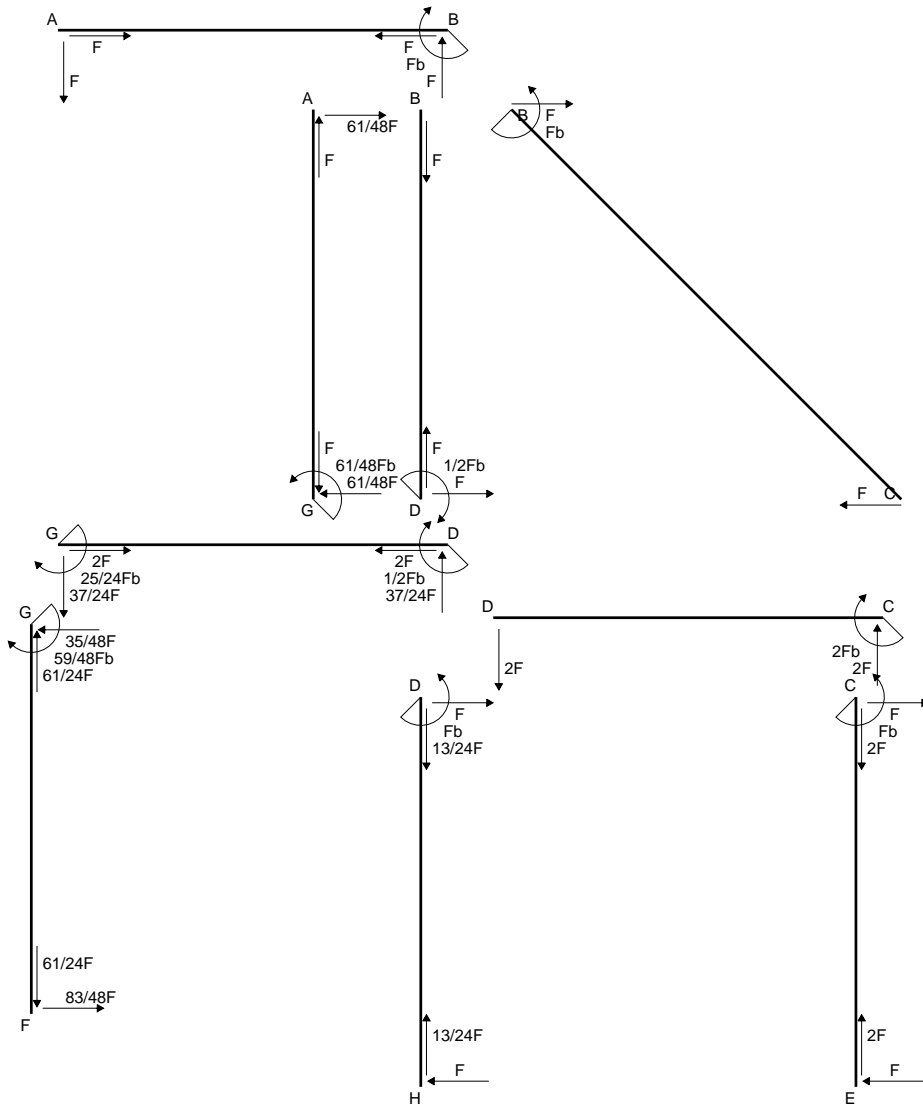 A B
F F
Fb
F F
A B
61/48F
F F
B F
Fb
F F
61/48Fb 1/2Fb
61/48F F
G D
F C
G D
2F 2F
25/24Fb 1/2Fb
37/24F 37/24F
G
35/48F
59/48Fb
61/24F
D C
2F 2Fb
2F
D C
F F
Fb Fb
13/24F 2F
61/24F
83/48F
F
13/24F 2F
F F
H E